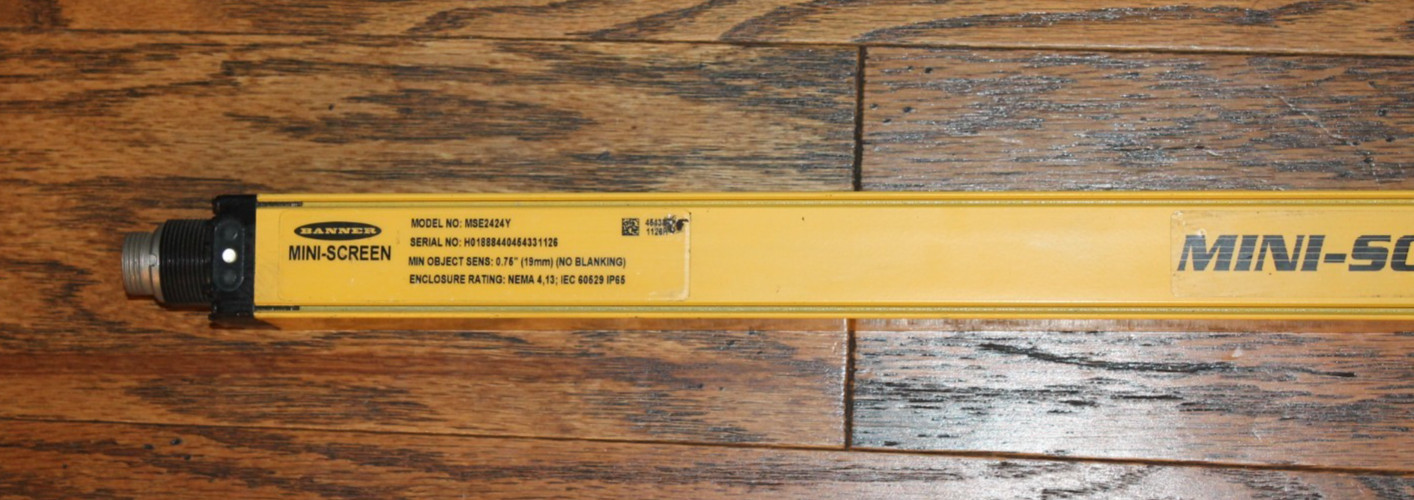 BANNER
MINI-SCREEN
MODEL NO: MSE2424Y
SERIAL NO: H01888440454331126
MIN OBJECT SENS: 0.75" (19mm) (NO BLANKING)
ENCLOSURE RATING: NEMA 4,13; IEC 60529 IP65
MINI-SC